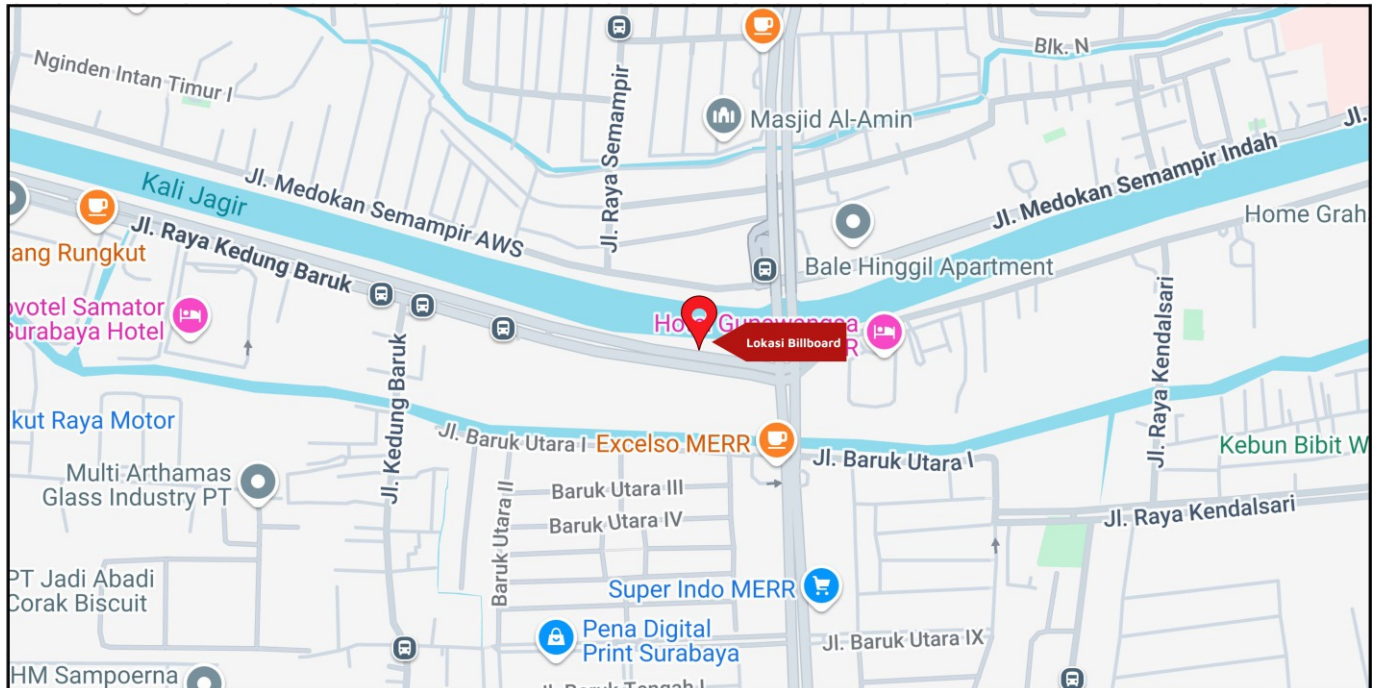 Blk. N
Nginden Intan Timur I
Jl. Raya Semampir
Masjid Al-Amin
Jl.
Jl. Medokan Semampir Indah
Kali Jagir
Jl. Medokan Semampir AWS
Home Grah
Jl. Raya Kedung Baruk
ang Rungkut
Bale Hinggil Apartment
ovotel Samator
Surabaya Hotel
Lokasi Billboard
R
Jl. Raya Kendalsari
Jl. Kedung Baruk
kut Raya Motor
Jl. Baruk Utara I
Excelso MERR
Jl. Baruk Utara I
Kebun Bibit W
Multi Arthamas
Glass Industry PT
Baruk Utara II
Baruk Utara III
Baruk Utara IV
Jl. Raya Kendalsari
PT Jadi Abadi
Corak Biscuit
Super Indo MERR
Pena Digital
Print Surabaya
Jl. Baruk Utara IX
HM Sampoerna
Jl. Baruk Tengah I